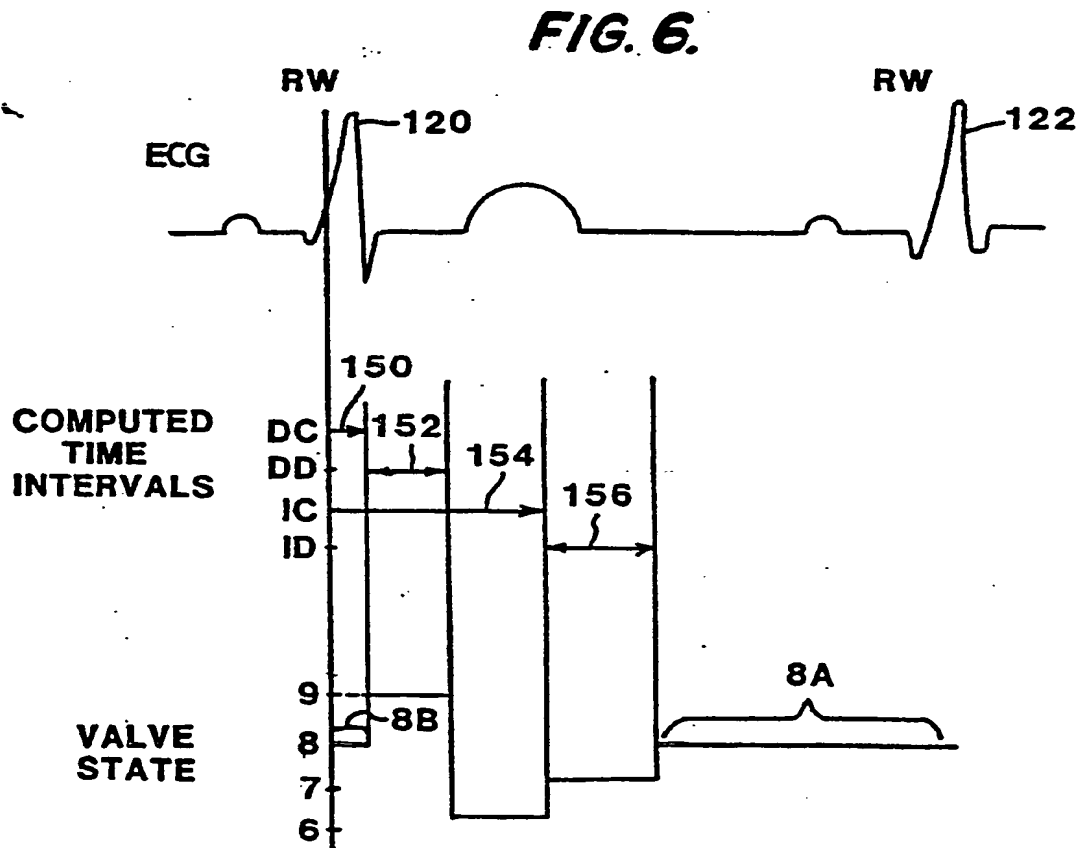 FIG. 6.
RW
RW
120
122
ECG
150
COMPUTED
TIME
INTERVALS
DC
152
DD
154
IC
156
ID
8A
9
8B
VALVE
STATE
8
7
6